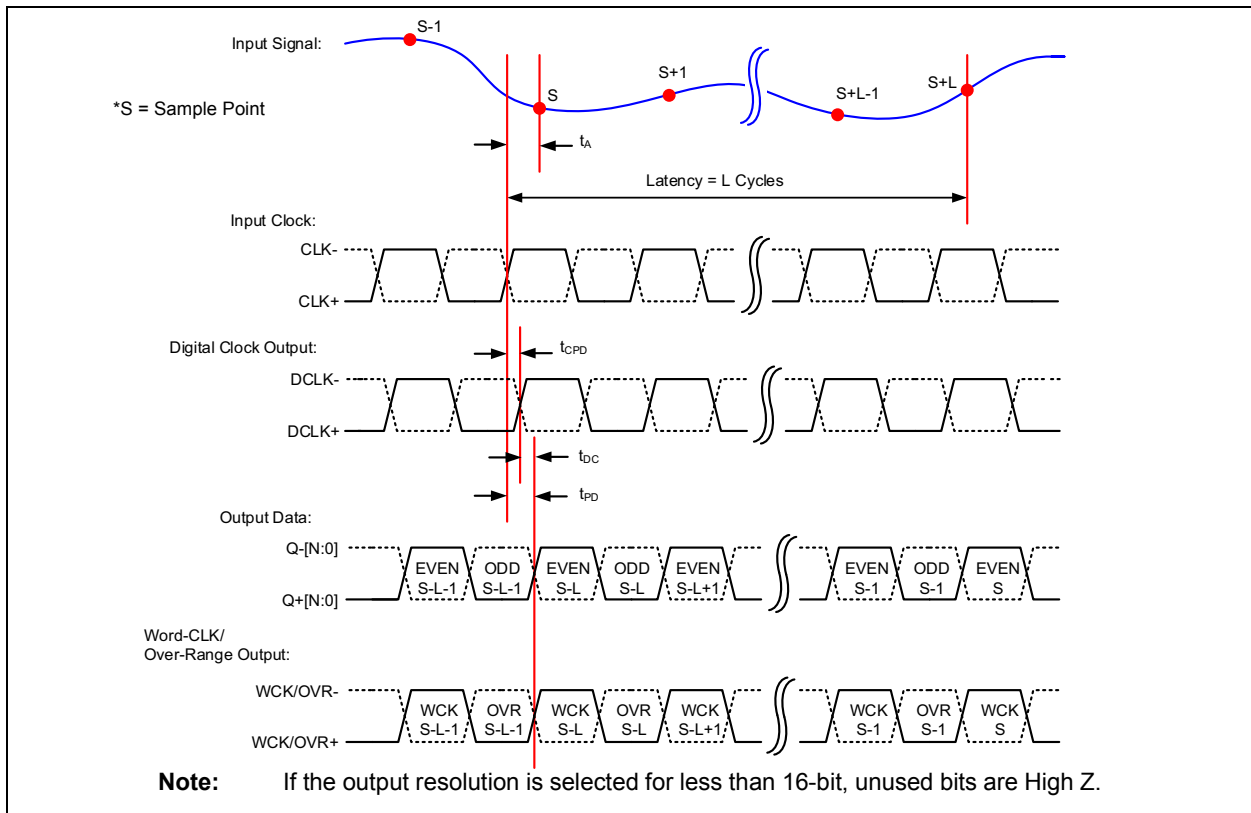 Input Signal:
S-1
*S = Sample Point
S
S+1
S+L-1
S+L
tA
Latency = L Cycles
Input Clock:
CLK-
CLK+
Digital Clock Output:
tCPD
DCLK-
DCLK+
tDC
tPD
Output Data:
Q-[N:0]
Q+[N:0]
EVEN ODD EVEN ODD EVEN EVEN ODD EVEN
S-L-1 S-L-1 S-L S-L S-L+1 S-1 S-1 S
Word-CLK/
Over-Range Output:
WCK/OVR-
WCK/OVR+
WCK OVR WCK OVR WCK WCK OVR WCK
S-L-1 S-L-1 S-L S-L S-L+1 S-1 S-1 S
Note: If the output resolution is selected for less than 16-bit, unused bits are High Z.